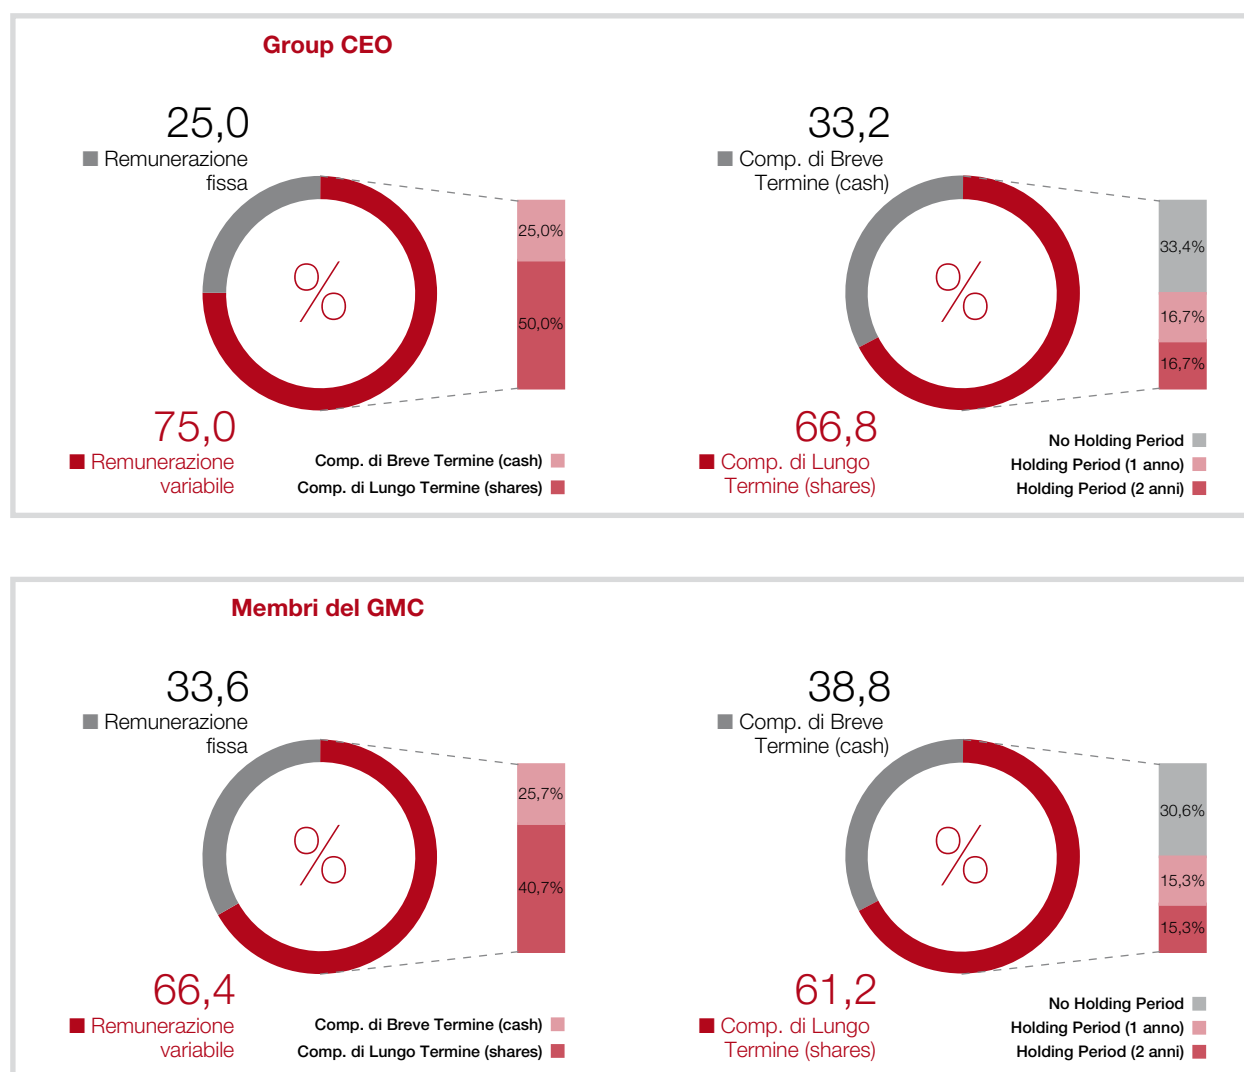 Group CEO
25,0
Remunerazione
fissa
%
25,0%
50,0%
75,0
Remunerazione
variabile
Comp. di Breve Termine (cash)
Comp. di Lungo Termine (shares)
33,2
Comp. di Breve
Termine (cash)
%
33,4%
16,7%
16,7%
66,8
Comp. di Lungo
Termine (shares)
No Holding Period
Holding Period (1 anno)
Holding Period (2 anni)
Membri del GMC
33,6
Remunerazione
fissa
%
25,7%
40,7%
66,4
Remunerazione
variabile
Comp. di Breve Termine (cash)
Comp. di Lungo Termine (shares)
38,8
Comp. di Breve
Termine (cash)
%
30,6%
15,3%
15,3%
61,2
Comp. di Lungo
Termine (shares)
No Holding Period
Holding Period (1 anno)
Holding Period (2 anni)